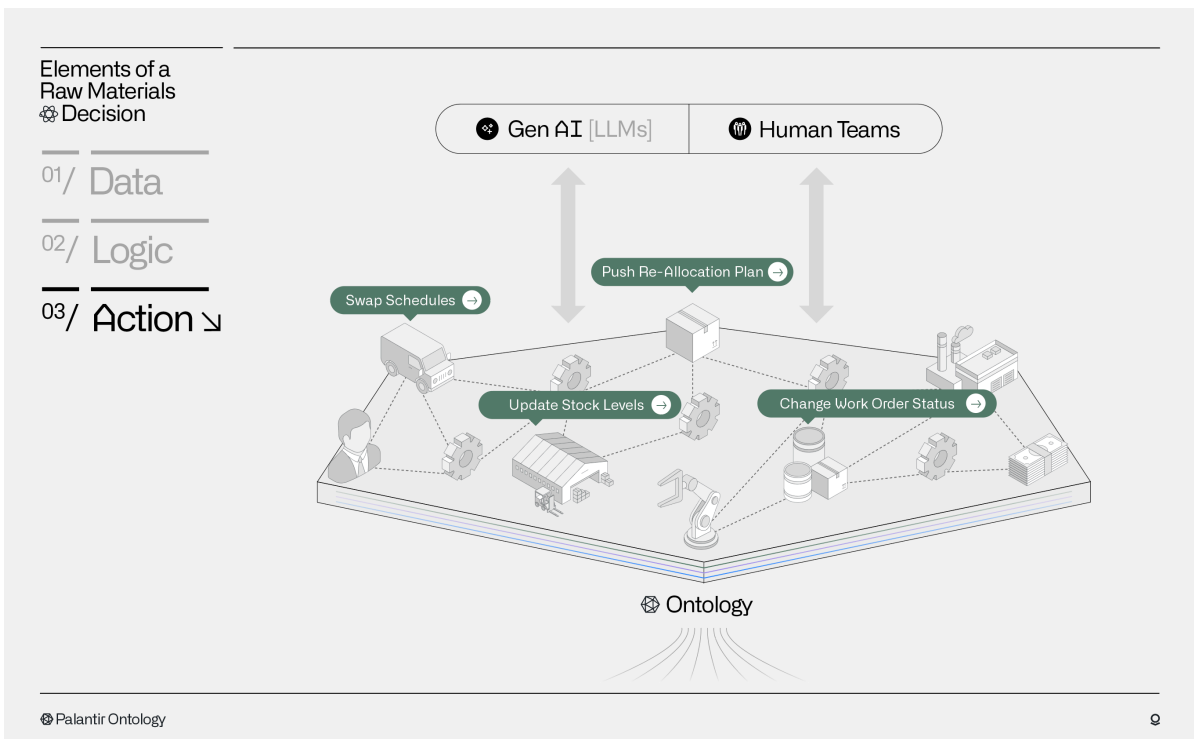 Elements of a
Raw Materials
Decision
01/ Data
02/ Logic
03/ Action
Gen AI [LLMs]
Human Teams
Push Re-Allocation Plan
Swap Schedules
Update Stock Levels
Change Work Order Status
Ontology
Palantir Ontology